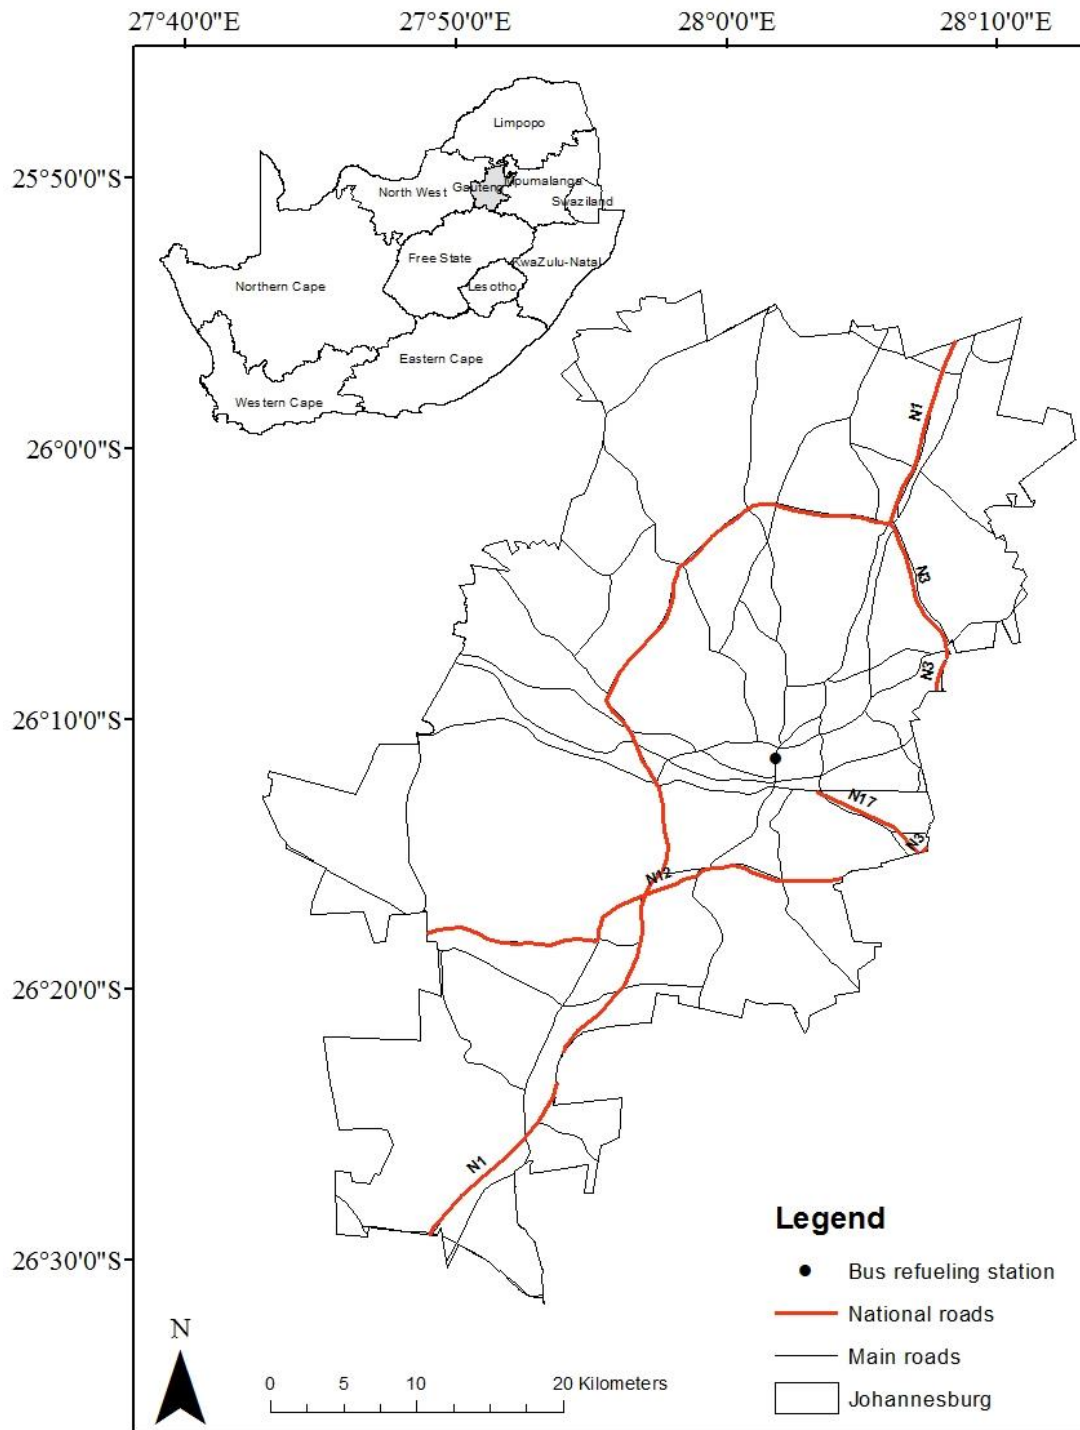 27°40'0"E 27°50'0"E 28°0'0"E 28°10'0"E
Limpopo
25°50'0"S
North West Gauteng Mpumalanga
Swaziland
Free State KwaZulu-Natal
Northern Cape Lesotho
Eastern Cape
Western Cape
N1
26°0'0"S
N3
N3
26°10'0"S
N17
N3
N12
26°20'0"S
N1
Legend
26°30'0"S
Bus refueling station
National roads
N
Main roads
0 5 10 20 Kilometers
Johannesburg